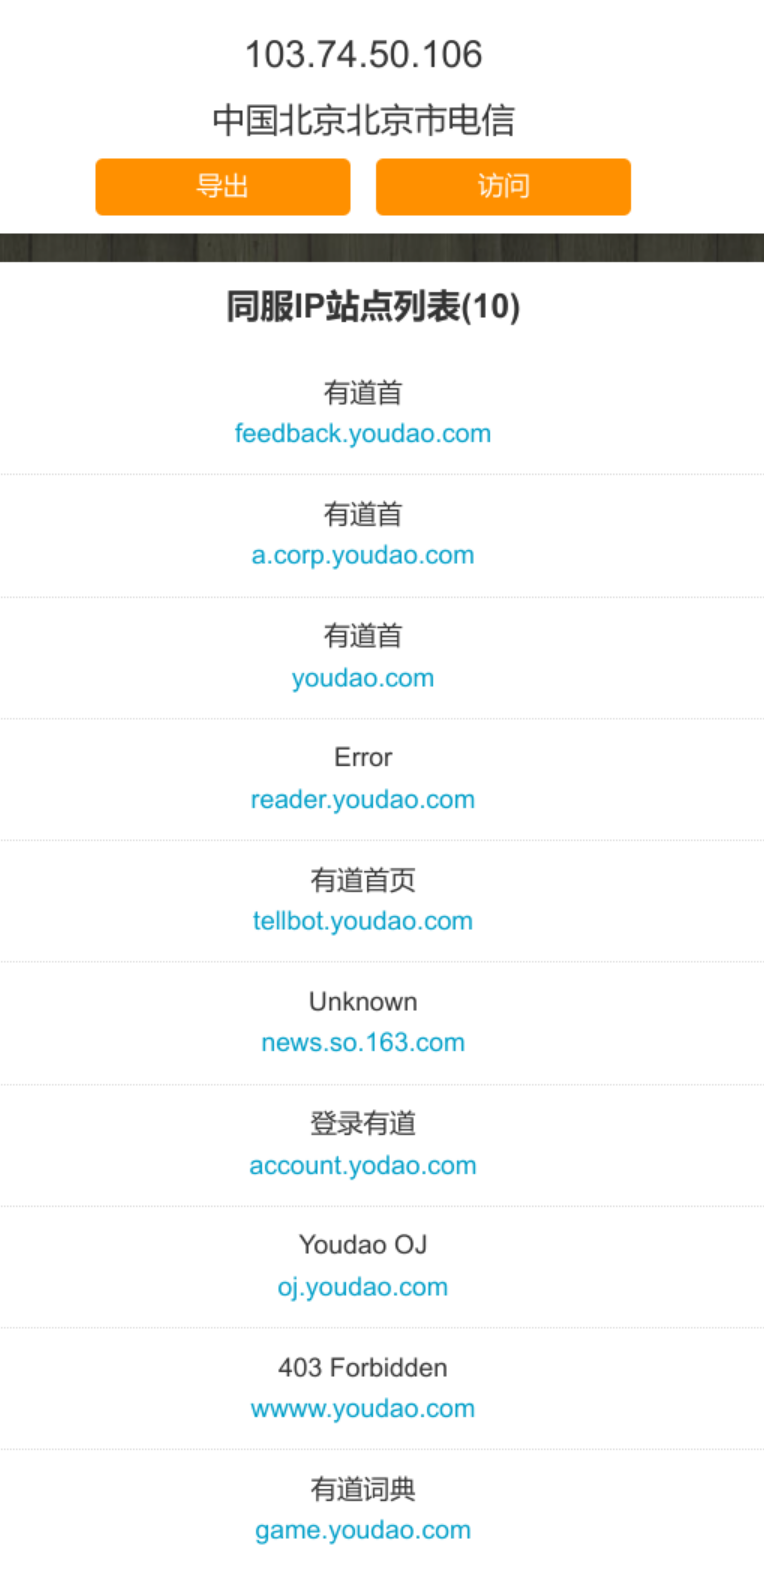 103.74.50.106
中国北京北京市电信
导出 访问
同服IP站点列表(10)
有道首
feedback.youdao.com
有道首
a.corp.youdao.com
有道首
youdao.com
Error
reader.youdao.com
有道首页
tellbot.youdao.com
Unknown
news.so.163.com
登录有道
account.yodao.com
Youdao OJ
oj.youdao.com
403 Forbidden
wwww.youdao.com
有道词典
game.youdao.com